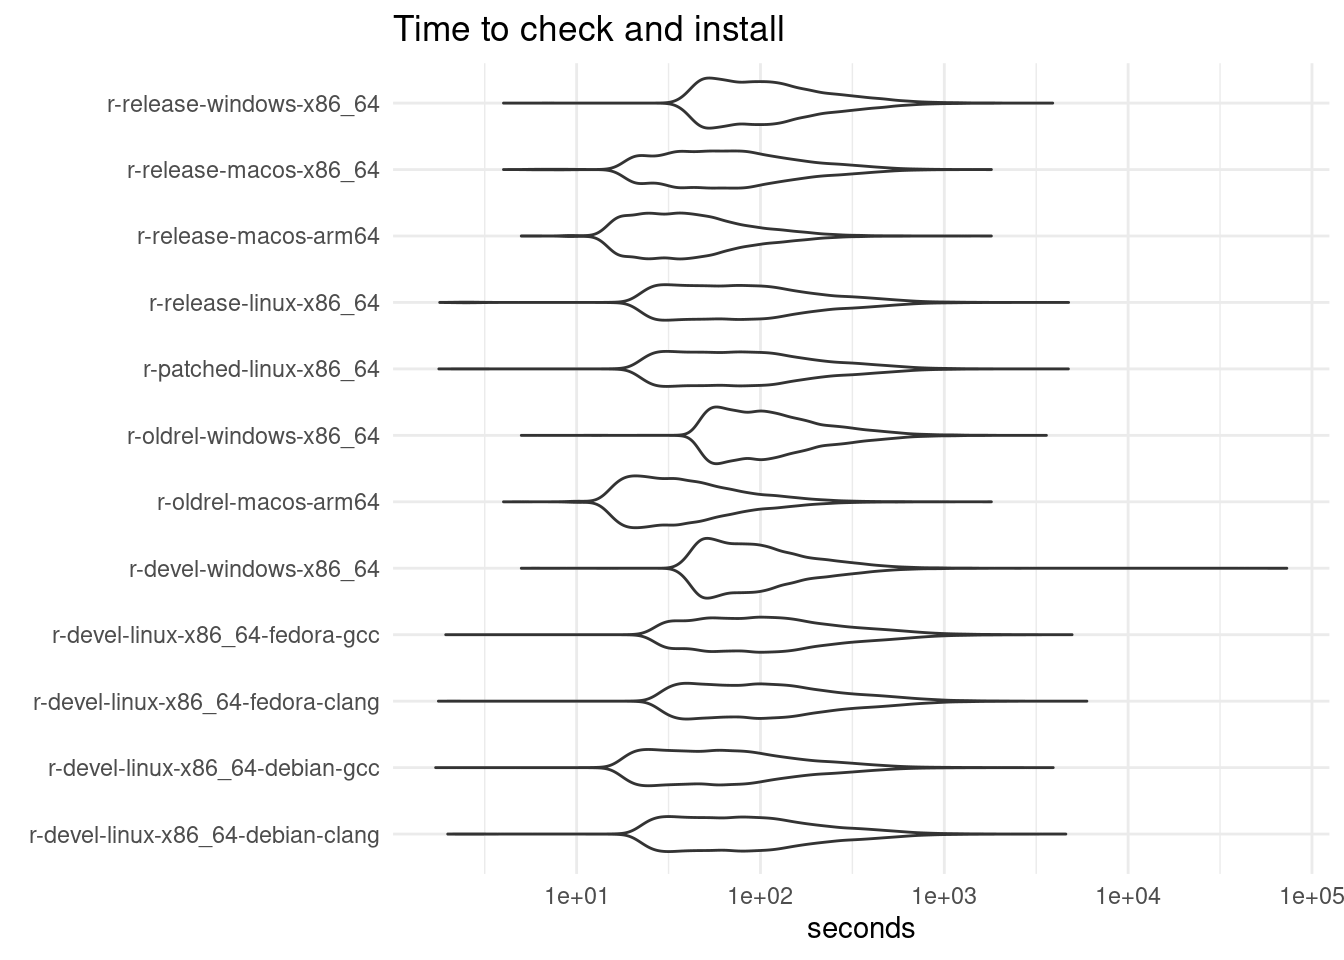 Time to check and install
r-release-windows-x86_64
r-release-macos-x86_64
r-release-macos-arm64
r-release-linux-x86_64
r-patched-linux-x86_64
r-oldrel-windows-x86_64
r-oldrel-macos-arm64
r-devel-windows-x86_64
r-devel-linux-x86_64-fedora-gcc
r-devel-linux-x86_64-fedora-clang
r-devel-linux-x86_64-debian-gcc
r-devel-linux-x86_64-debian-clang
1e+01 1e+02 1e+03 1e+04 1e+05
seconds